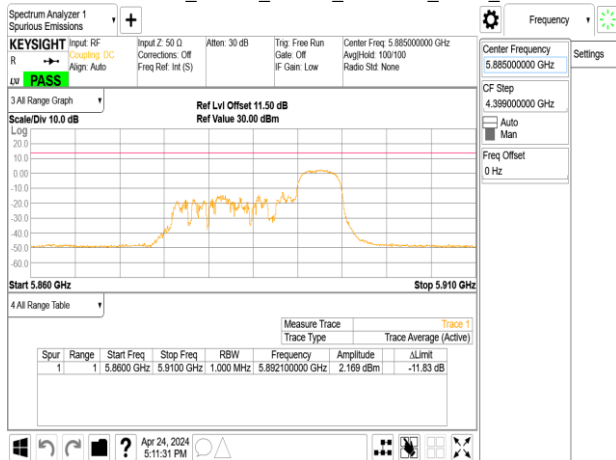 Spectrum Analyzer 1
Spurious Emissions
Frequency
KEYSIGHT
R
LXI
PASS
Input: RF
Coupling: DC
Align: Auto
Input Z: 50 Ω
Corrections: Off
Freq Ref: Int (S)
Atten: 30 dB
Trig: Free Run
Gate: Off
IF Gain: Low
Center Freq: 5.885000000 GHz
Avg|Hold: 100/100
Radio Std: None
Center Frequency
5.885000000 GHz
Settings
CF Step
4.399000000 GHz
Auto
Man
Freq Offset
0 Hz
3 All Range Graph
Scale/Div 10.0 dB
Ref Lvl Offset 11.50 dB
Ref Value 30.00 dBm
Log
20.0
10.0
0.00
-10.0
-20.0
-30.0
-40.0
-50.0
-60.0
Start 5.860 GHz
Stop 5.910 GHz
4 All Range Table
Measure Trace Trace 1
Trace Type Trace Average (Active)
Spur Range Start Freq Stop Freq RBW Frequency Amplitude ΔLimit
1 1 5.8600 GHz 5.9100 GHz 1.000 MHz 5.892100000 GHz 2.169 dBm -11.83 dB
?
Apr 24, 2024
5:11:31 PM